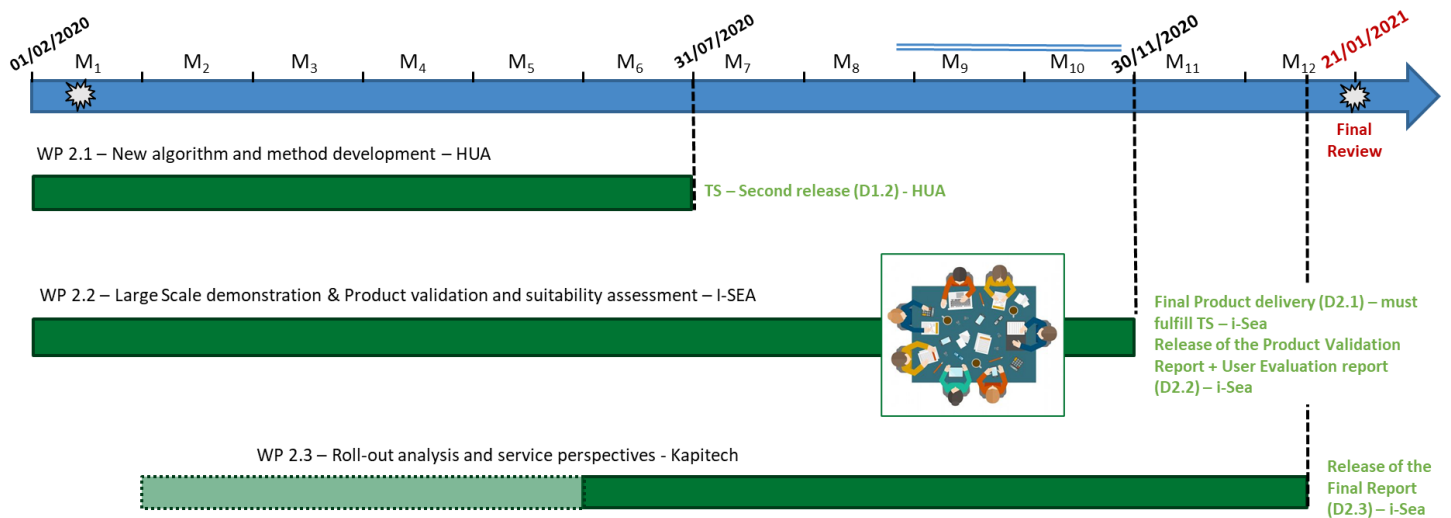 01/02/2020
31/07/2020
30/11/2020
21/01/2021
M1
M2
M3
M4
M5
M6
M7
M8
M9
M10
M11
M12
Final
Review
WP 2.1 – New algorithm and method development – HUA
TS – Second release (D1.2) - HUA
WP 2.2 – Large Scale demonstration & Product validation and suitability assessment – I-SEA
Final Product delivery (D2.1) – must
fulfill TS – i-Sea
Release of the Product Validation
Report + User Evaluation report
(D2.2) – i-Sea
WP 2.3 – Roll-out analysis and service perspectives - Kapitech
Release of the
Final Report
(D2.3) – i-Sea